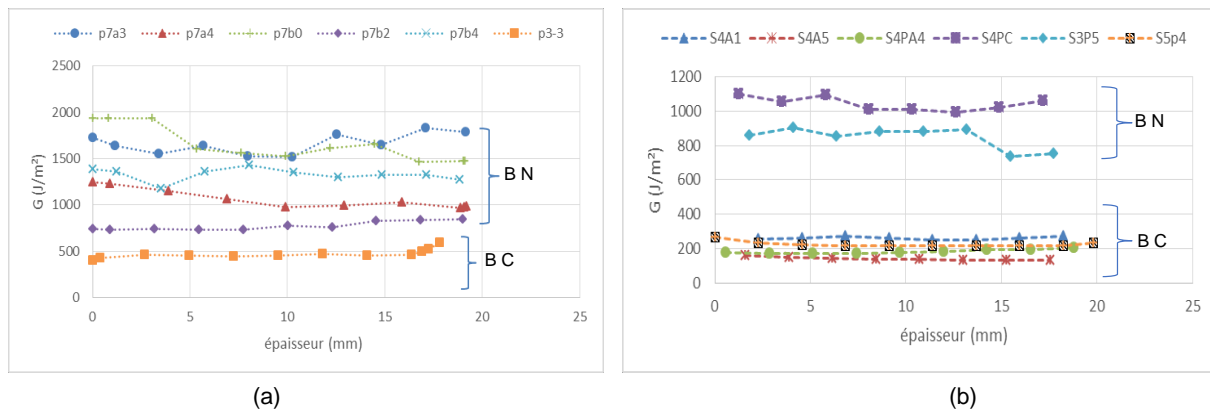 p7a3 p7a4 p7b0 p7b2 p7b4 p3-3
2500
2000
1500
1000
500
0
G (J/m²)
0 5 10 15 20 25
épaisseur (mm)
B N
B C
(a)
S4A1 S4A5 S4PA4 S4PC S3P5 S5p4
1200
1000
800
600
400
200
0
G (J/m²)
0 5 10 15 20 25
épaisseur (mm)
B N
B C
(b)